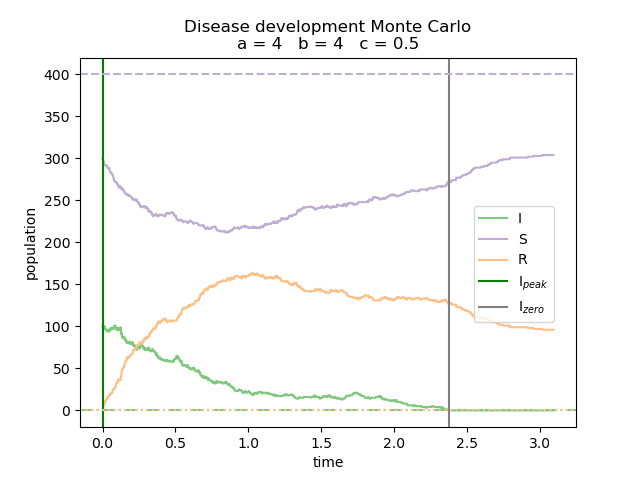 Disease development Monte Carlo
a = 4 b = 4 c = 0.5
400
350
300
250
200
150
100
50
0
population
I
S
R
I_peak
I_zero
0.0 0.5 1.0 1.5 2.0 2.5 3.0
time